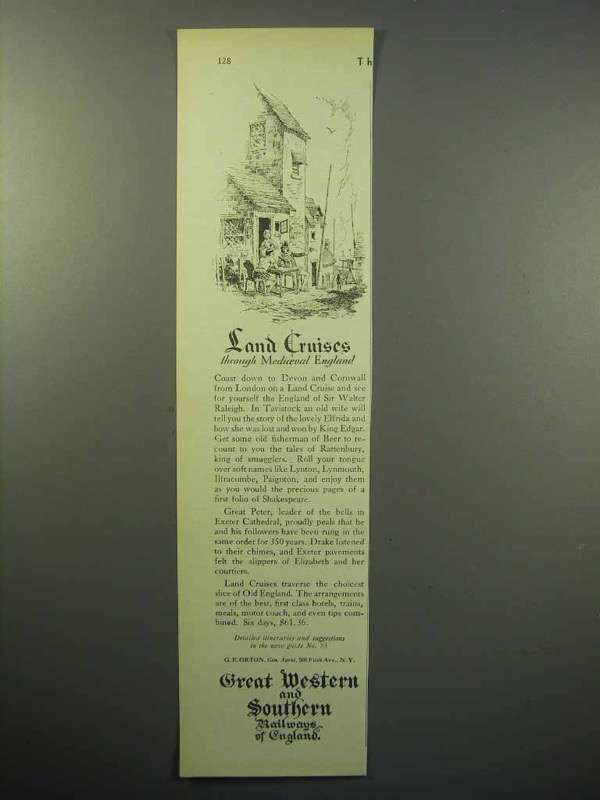 128
Th
Land Cruises
through Mediæval England
Coast down to Devon and Cornwall
from London on a Land Cruise and see
for yourself the England of Sir Walter
Raleigh. In Tavistock an old wife will
tell you the story of the lovely Elfrida and
how she was lost and won by King Edgar.
Get some old fisherman of Beer to re-
count to you the tales of Rattenbury,
king of smugglers. Roll your tongue
over soft names like Lynton, Lynmouth,
Ilfracombe, Paignton, and enjoy them
as you would the precious pages of a
first folio of Shakespeare.
Great Peter, leader of the bells in
Exeter Cathedral, proudly peals that he
and his followers have been rung in the
same order for 350 years. Drake listened
to their chimes, and Exeter pavements
felt the slippers of Elizabeth and her
courtiers.
Land Cruises traverse the choicest
slice of Old England. The arrangements
are of the best, first class hotels, trains,
meals, motor coach, and even tips com-
bined. Six days, $61.36.
Detailed itineraries and suggestions
in the new guide No.
G. E. ORTON, Gen. Agent, 505 Fifth Ave., N. Y.
Great Western
and
Southern
Railways
of England.